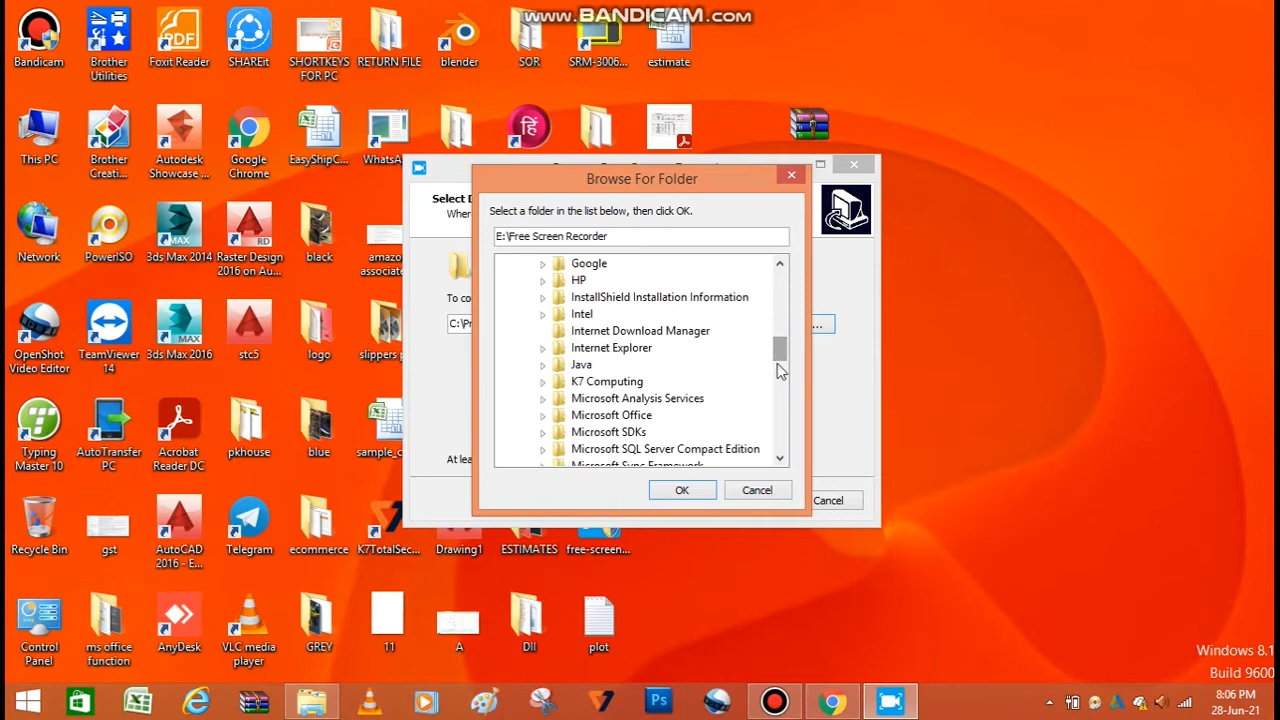 www.BANDICAM.com
Bandicam
Brother
Utilities
Foxit Reader
SHAREit
SHORTKEYS
FOR PC
RETURN FILE
blender
SOR
SRM-3006...
estimate
This PC
Brother
Creati...
Autodesk
Showcase ...
Google
Chrome
EasyShipC...
WhatsA
हिं
Network
PowerISO
3ds Max 2014
Raster Design
2016 on Au...
black
amazo
associate
OpenShot
Video Editor
TeamViewer
14
3ds Max 2016
stc5
logo
slippers p
Typing
Master 10
AutoTransfer
PC
Acrobat
Reader DC
pkhouse
blue
sample_c
Recycle Bin
gst
AutoCAD
2016 - E...
Telegram
ecommerce
K7TotalSec...
Drawing1
ESTIMATES
free-screen...
Control
Panel
ms office
function
AnyDesk
VLC media
player
GREY
11
A
Dll
plot
Select D
Whe
To co
C:\Pr
...
At lea
Cancel
Browse For Folder
Select a folder in the list below, then click OK.
E:\Free Screen Recorder
Google
HP
InstallShield Installation Information
Intel
Internet Download Manager
Internet Explorer
Java
K7 Computing
Microsoft Analysis Services
Microsoft Office
Microsoft SDKs
Microsoft SQL Server Compact Edition
Microsoft Sync Framework
OK
Cancel
Windows 8.1
Build 9600
8:06 PM
28-Jun-21